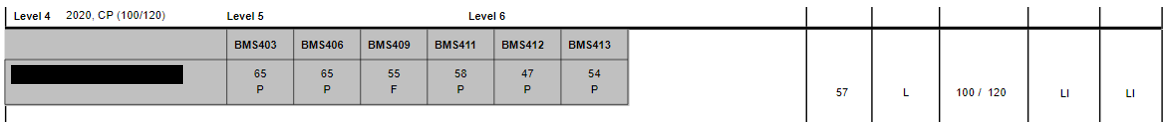 Level 4 2020, CP (100/120) Level 5 Level 6
BMS403 BMS406 BMS409 BMS411 BMS412 BMS413
65 65 55 58 47 54
P P F P P P
57 L 100 / 120 LI LI